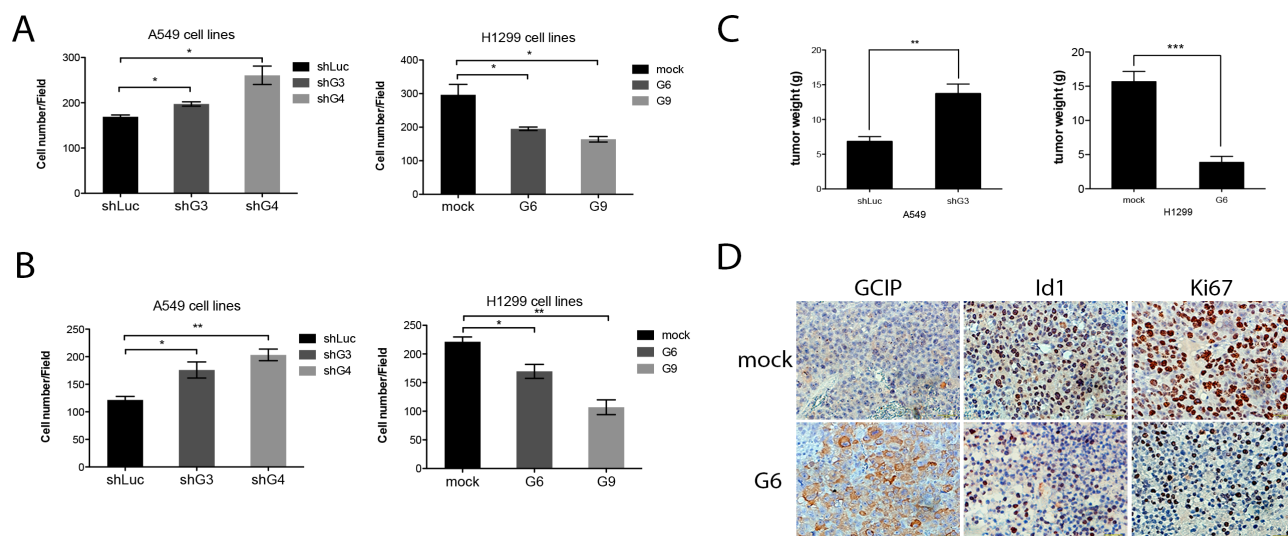 A
A549 cell lines
Cell number/Field
300
200
100
0
*
*
shLuc
shG3
shG4
shLuc
shG3
shG4
H1299 cell lines
Cell number/Field
400
300
200
100
0
*
*
mock
G6
G9
mock
G6
G9
B
A549 cell lines
Cell number/Field
250
200
150
100
50
0
**
*
shLuc
shG3
shG4
shLuc
shG3
shG4
H1299 cell lines
Cell number/Field
250
200
150
100
50
0
**
*
mock
G6
G9
mock
G6
G9
C
tumor weight (g)
20
15
10
5
0
**
shLuc
shG3
A549
tumor weight (g)
20
15
10
5
0
***
mock
G6
H1299
D
GCIP
Id1
Ki67
mock
G6